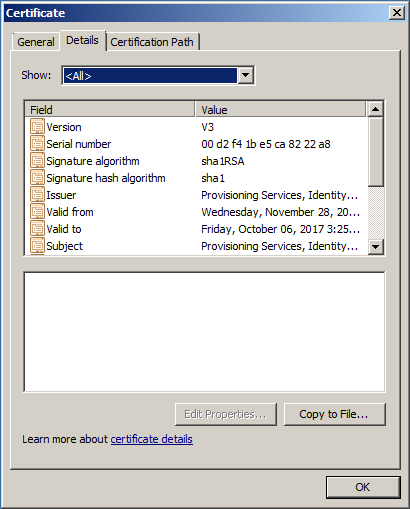 Certificate
General Details Certification Path
Show: <All>
Field Value
Version V3
Serial number 00 d2 f4 1b e5 ca 82 22 a8
Signature algorithm sha1RSA
Signature hash algorithm sha1
Issuer Provisioning Services, Identity...
Valid from Wednesday, November 28, 20...
Valid to Friday, October 06, 2017 3:25...
Subject Provisioning Services, Identity...
Edit Properties... Copy to File...
Learn more about certificate details
OK